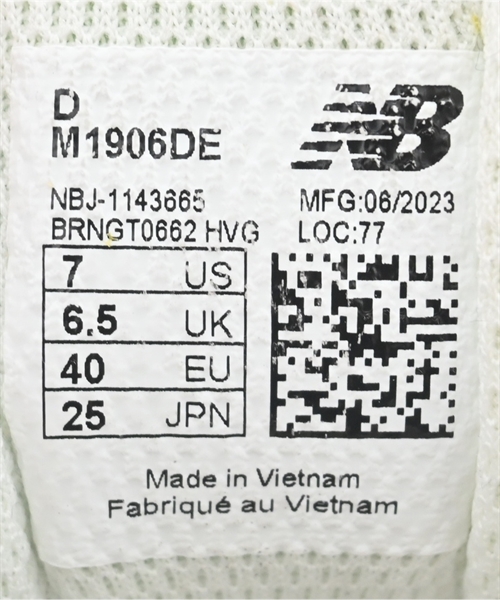 D
M1906DE
NB
NBJ-1143665
BRNGT0662 HVG
MFG:06/2023
LOC:77
7 US
6.5 UK
40 EU
25 JPN
Made in Vietnam
Fabriqué au Vietnam